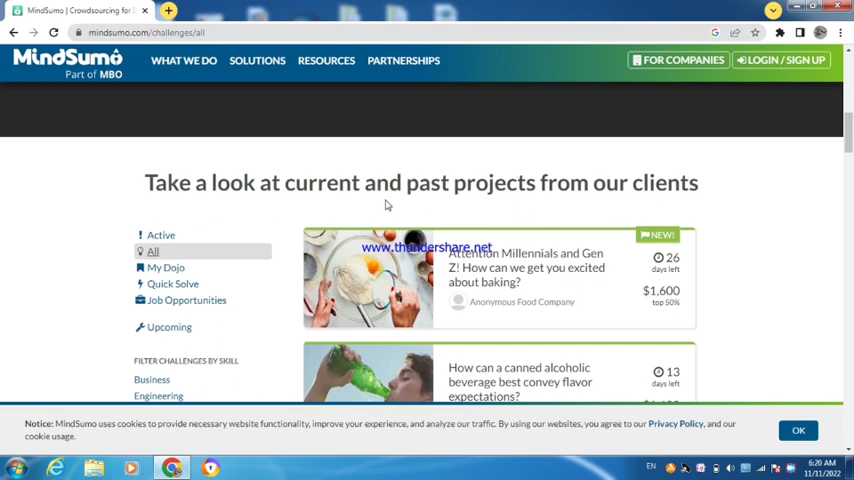 MindSumo | Crowdsourcing for
mindsumo.com/challenges/all
MindSumo
Part of MBO
WHAT WE DO
SOLUTIONS
RESOURCES
PARTNERSHIPS
FOR COMPANIES
LOGIN / SIGN UP
Take a look at current and past projects from our clients
Active
All
My Dojo
Quick Solve
Job Opportunities
Upcoming
FILTER CHALLENGES BY SKILL
Business
Engineering
NEW!
www.thundershare.net
Attention Millennials and Gen
Z! How can we get you excited
about baking?
Anonymous Food Company
26
days left
$1,600
top 50%
How can a canned alcoholic
beverage best convey flavor
expectations?
13
days left
Notice: MindSumo uses cookies to provide necessary website functionality, improve your experience, and analyze our traffic. By using our websites, you agree to our Privacy Policy, and our
cookie usage.
OK
EN
6:20 AM
11/11/2022